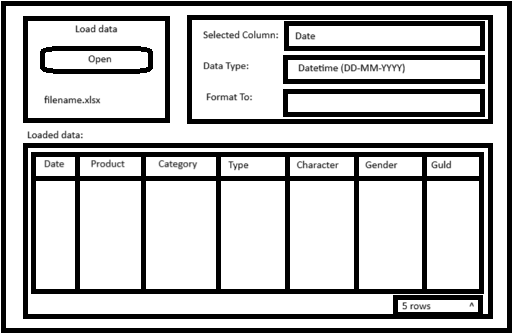 Load data
Open
filename.xlsx
Selected Column: Date
Data Type: Datetime (DD-MM-YYYY)
Format To:
Loaded data:
Date Product Category Type Character Gender Guld
5 rows ^